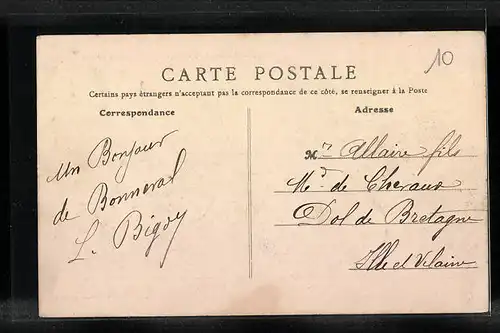 10
CARTE POSTALE
Certains pays étrangers n'acceptant pas la correspondance de ce côté, se renseigner à la Poste
Correspondance
Adresse
Un Bonjour
de Bonneval
L. Bigoy
Mr Allaire fils
Md de Chevaux
Dol de Bretagne
Ille et Vilaine